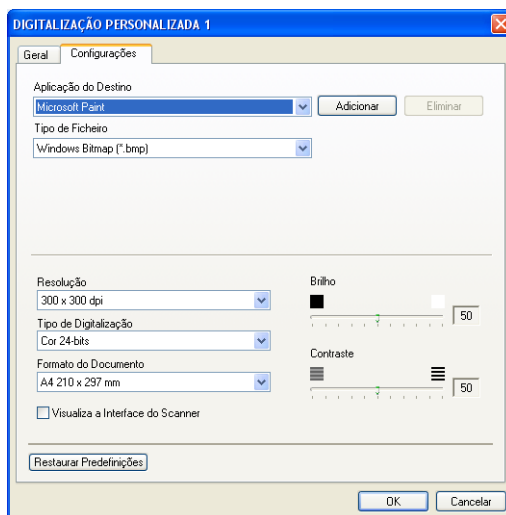 DIGITALIZAÇÃO PERSONALIZADA 1
Geral
Configurações
Aplicação do Destino
Microsoft Paint
Adicionar
Eliminar
Tipo de Ficheiro
Windows Bitmap (*.bmp)
Resolução
300 x 300 dpi
Tipo de Digitalização
Cor 24-bits
Formato do Documento
A4 210 x 297 mm
Visualiza a Interface do Scanner
Brilho
50
Contraste
50
Restaurar Predefinições
OK
Cancelar